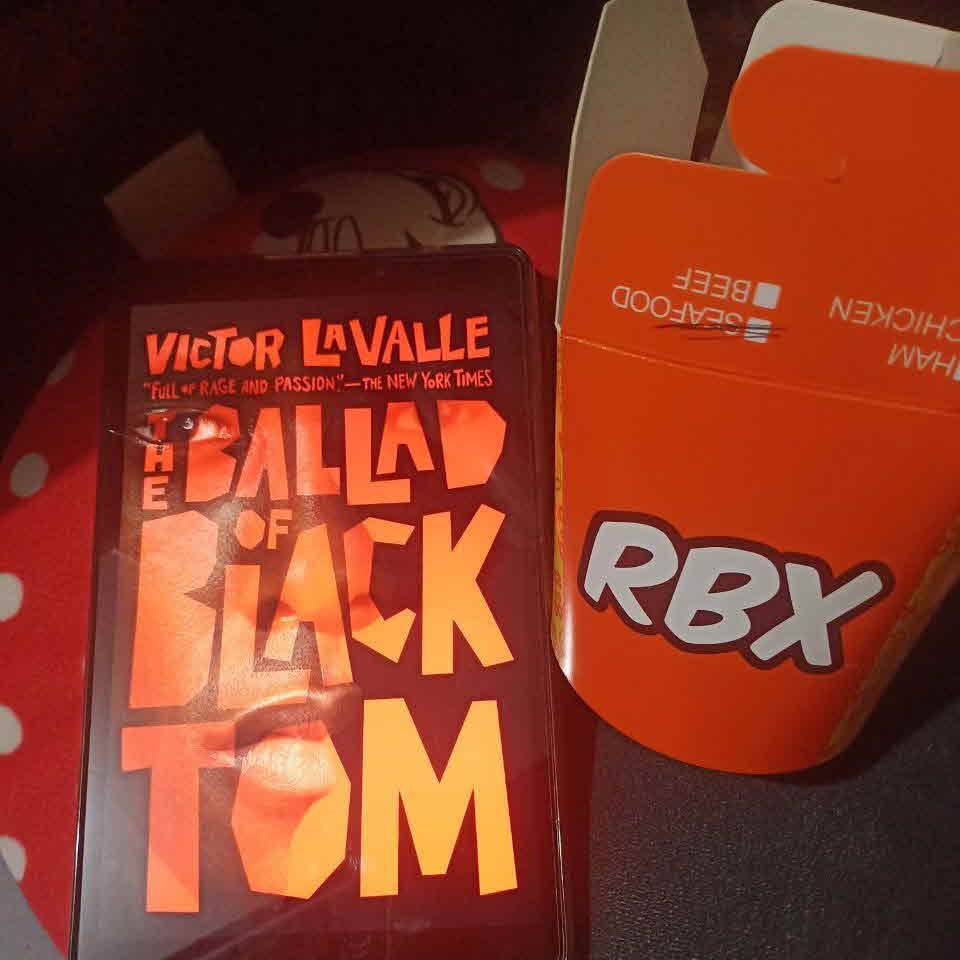 VICTOR LAVALLE
"FULL OF RAGE AND PASSION."—THE NEW YORK TIMES
THE BALLAD
OF
BLACK
TOM
SEAFOOD
BEEF
HAM
CHICKEN
RBX